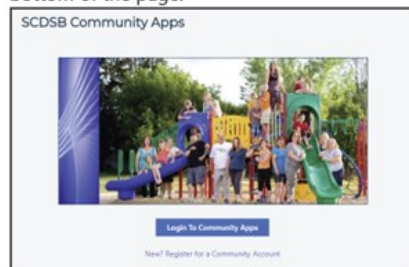 bottom of the page.
SCDSB Community Apps
Login To Community Apps
New? Register for a Community Account